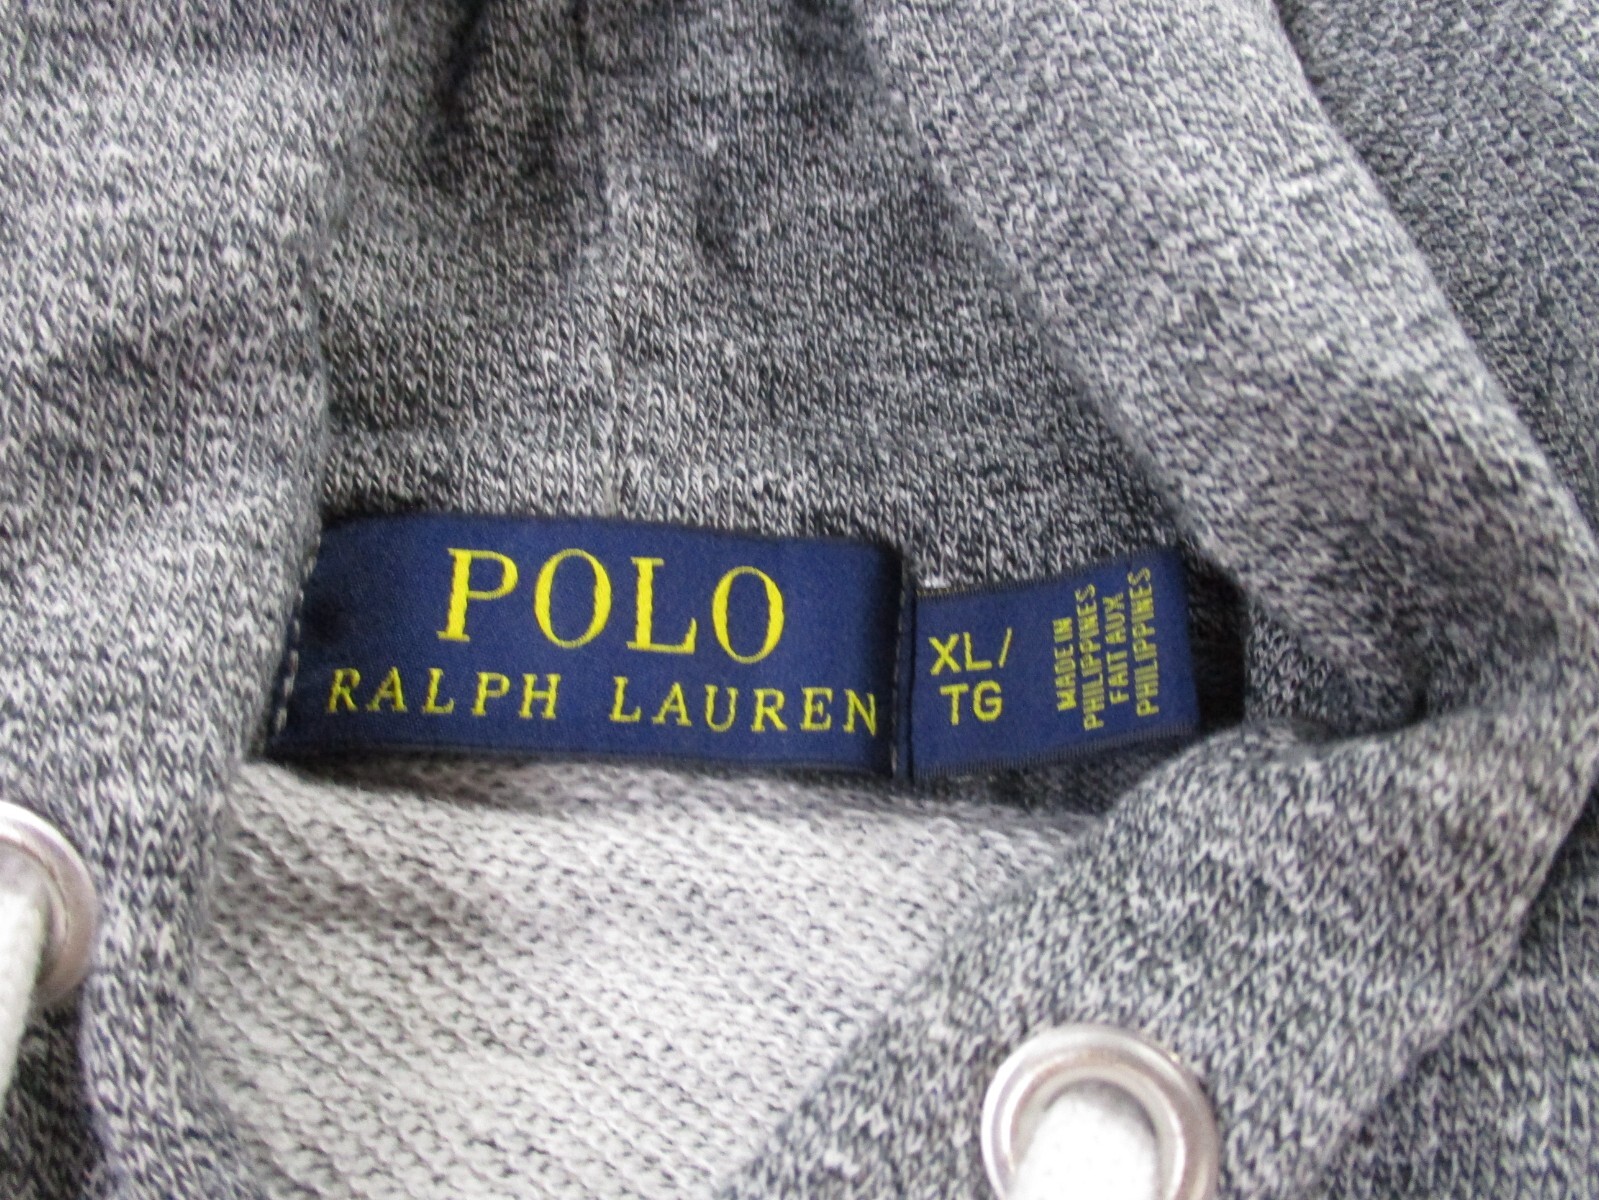 POLO
RALPH LAUREN
XL/
TG
MADE IN
PHILIPPINES
FAIT AUX
PHILIPPINES